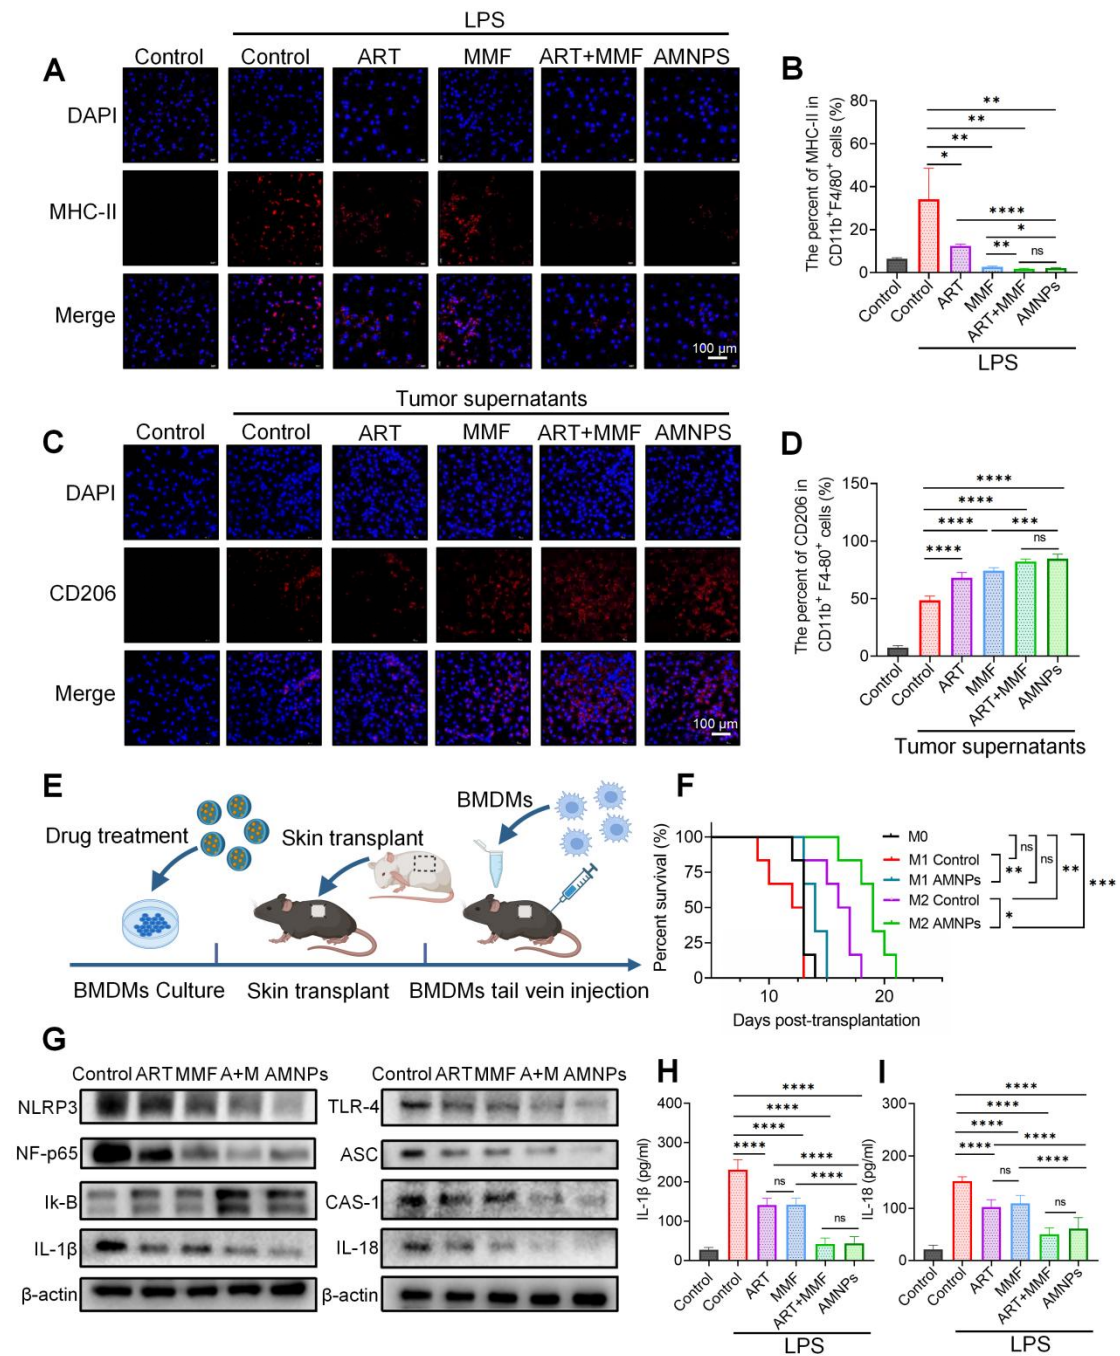 LPS
A
Control Control ART MMF ART+MMF AMNPS
DAPI
MHC-II
Merge
100 µm
B
The percent of MHC-II in
CD11b⁺F4/80⁺ cells (%)
80
60
40
20
0
**
**
**
*
****
*
**
ns
Control
Control
ART
MMF
ART+MMF
AMNPs
LPS
Tumor supernatants
C
Control Control ART MMF ART+MMF AMNPS
DAPI
CD206
Merge
100 µm
D
The percent of CD206 in
CD11b⁺ F4-80⁺ cells (%)
150
100
50
0
****
****
****
***
****
ns
Control
Control
ART
MMF
ART+MMF
AMNPs
Tumor supernatants
E
Drug treatment
Skin transplant
BMDMs
BMDMs Culture
Skin transplant
BMDMs tail vein injection
F
Percent survival (%)
100
75
50
25
0
10 20
Days post-transplantation
M0
M1 Control
M1 AMNPs
M2 Control
M2 AMNPs
**
ns
ns
*
**
***
G
Control ART MMF A+M AMNPs
NLRP3
NF-p65
Ik-B
IL-1β
β-actin
Control ART MMF A+M AMNPs
TLR-4
ASC
CAS-1
IL-18
β-actin
H
IL-1β (pg/ml)
300
200
100
0
****
****
****
****
****
ns
****
ns
Control
Control
ART
MMF
ART+MMF
AMNPs
LPS
I
IL-18 (pg/ml)
400
300
200
100
0
****
****
****
****
****
ns
****
ns
Control
Control
ART
MMF
ART+MMF
AMNPs
LPS